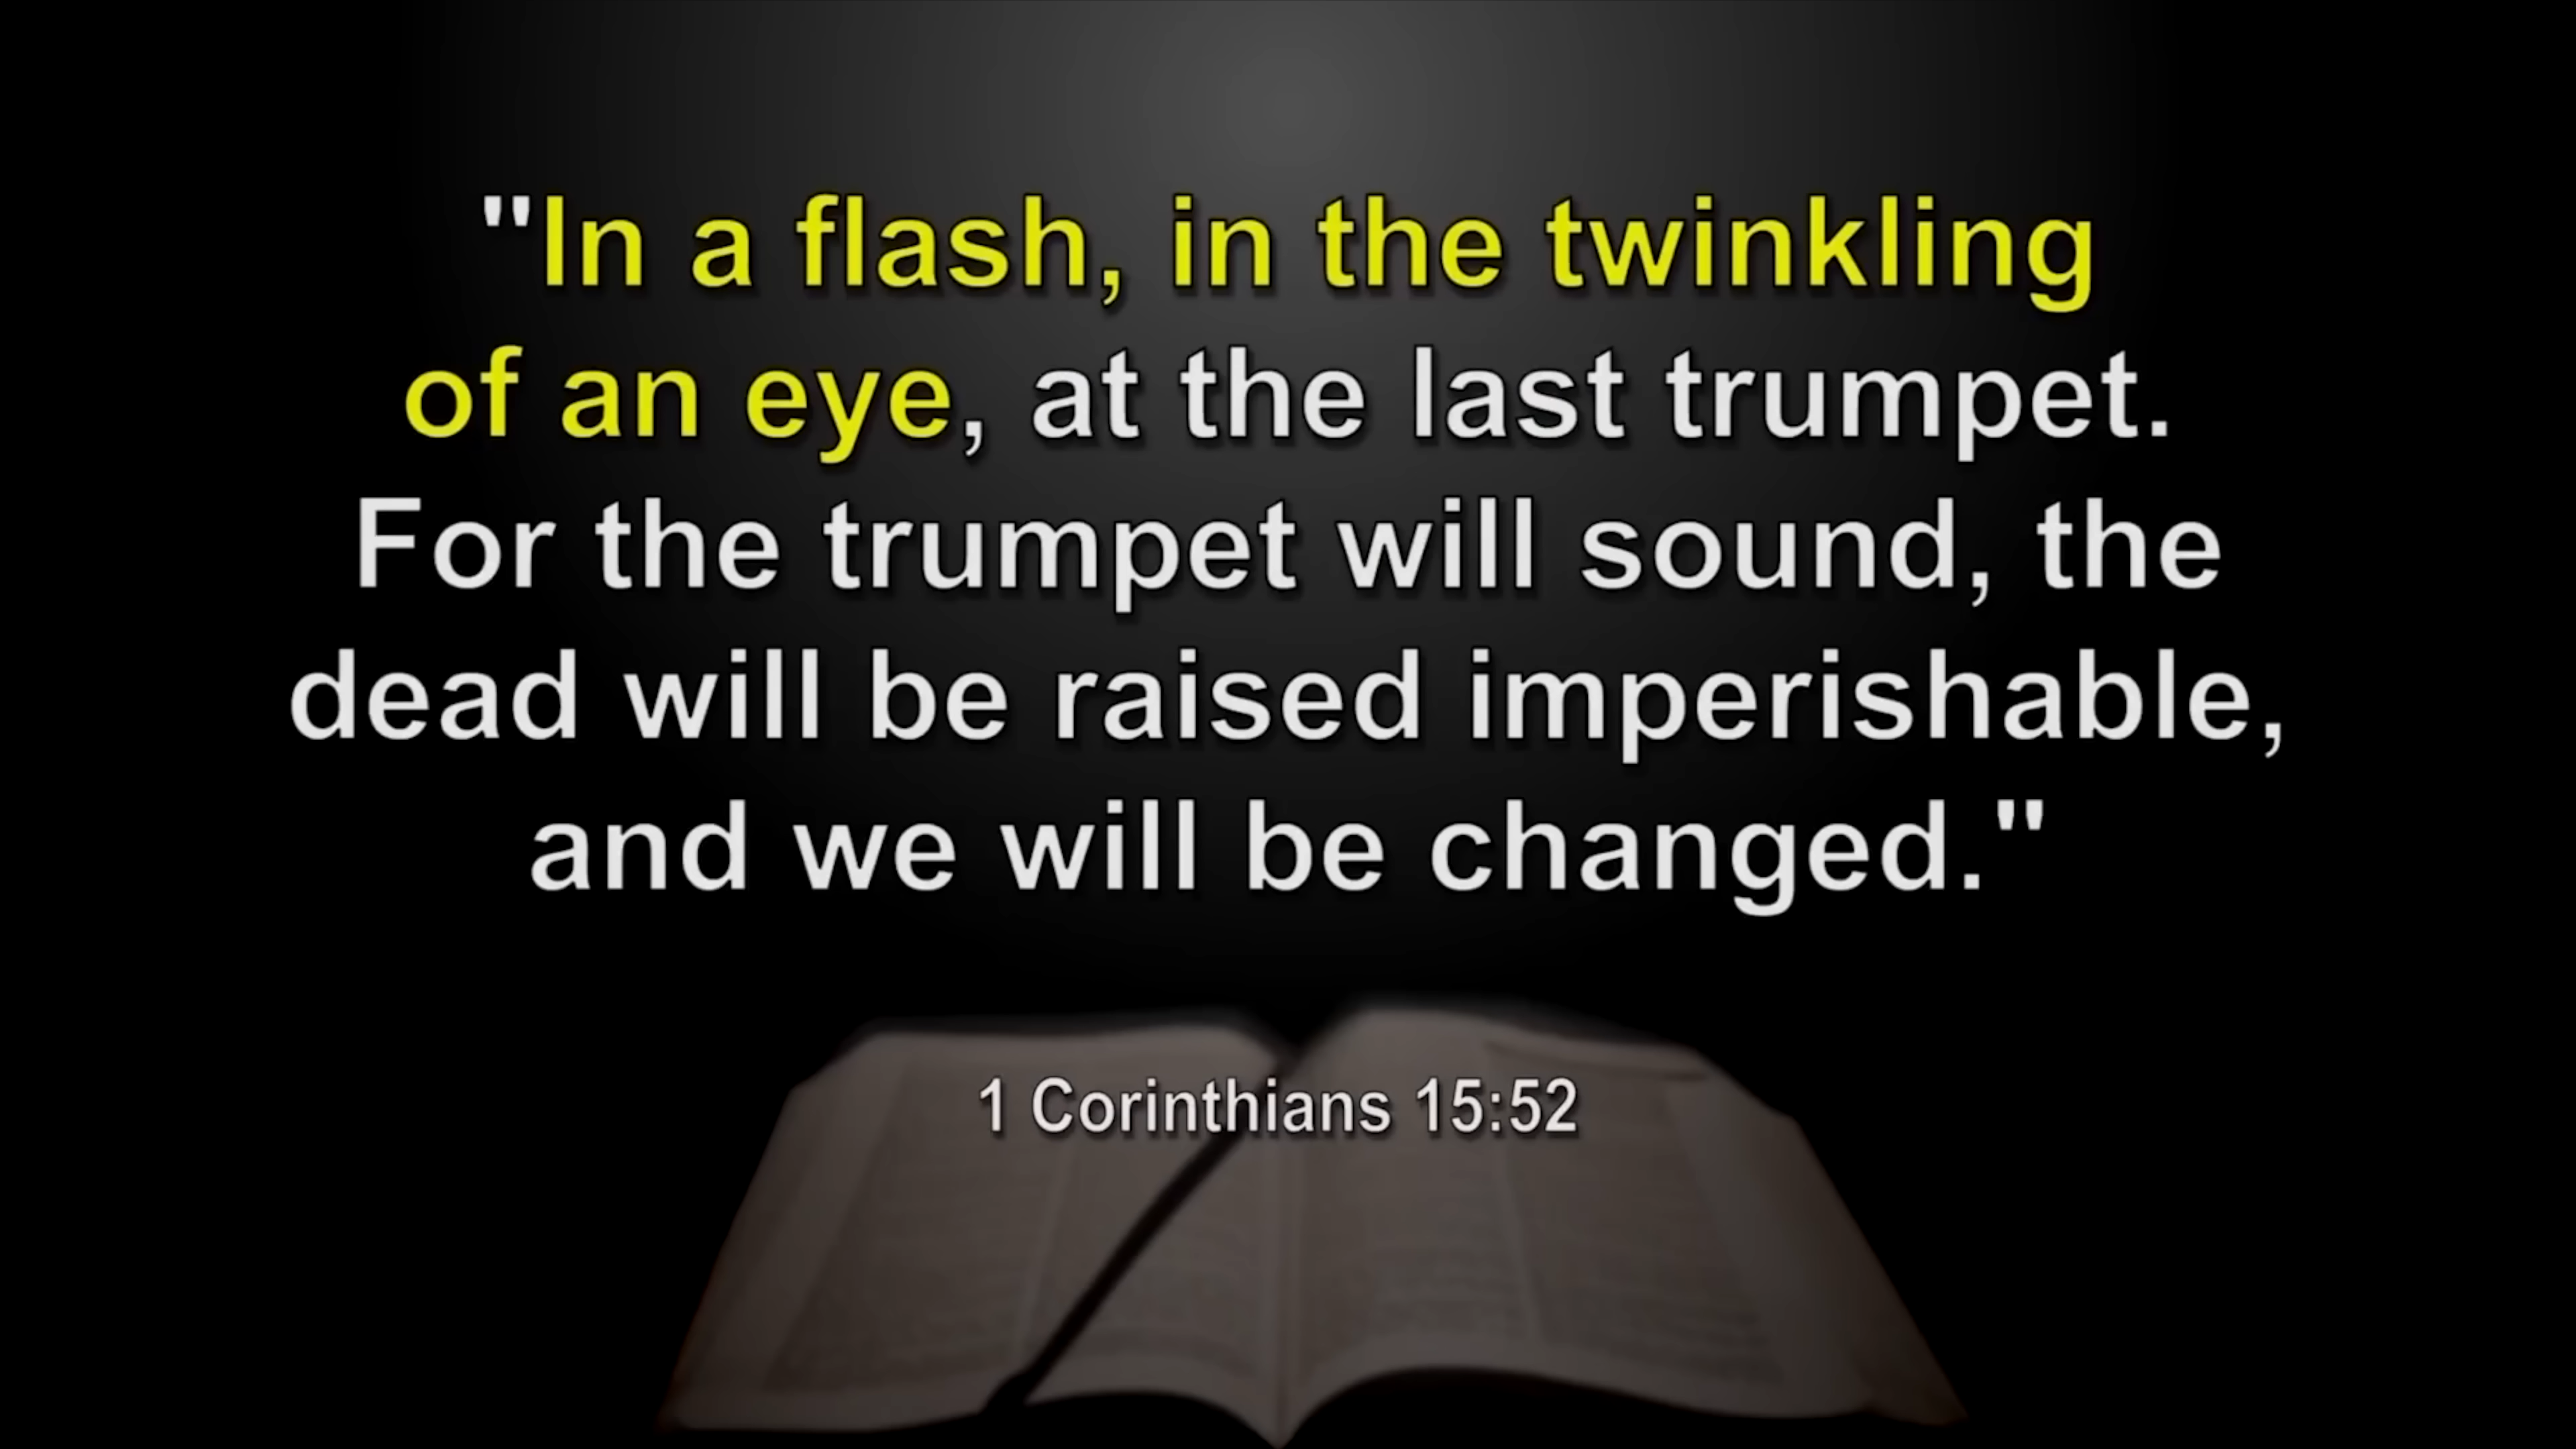 "In a flash, in the twinkling
of an eye, at the last trumpet.
For the trumpet will sound, the
dead will be raised imperishable,
and we will be changed."
1 Corinthians 15:52